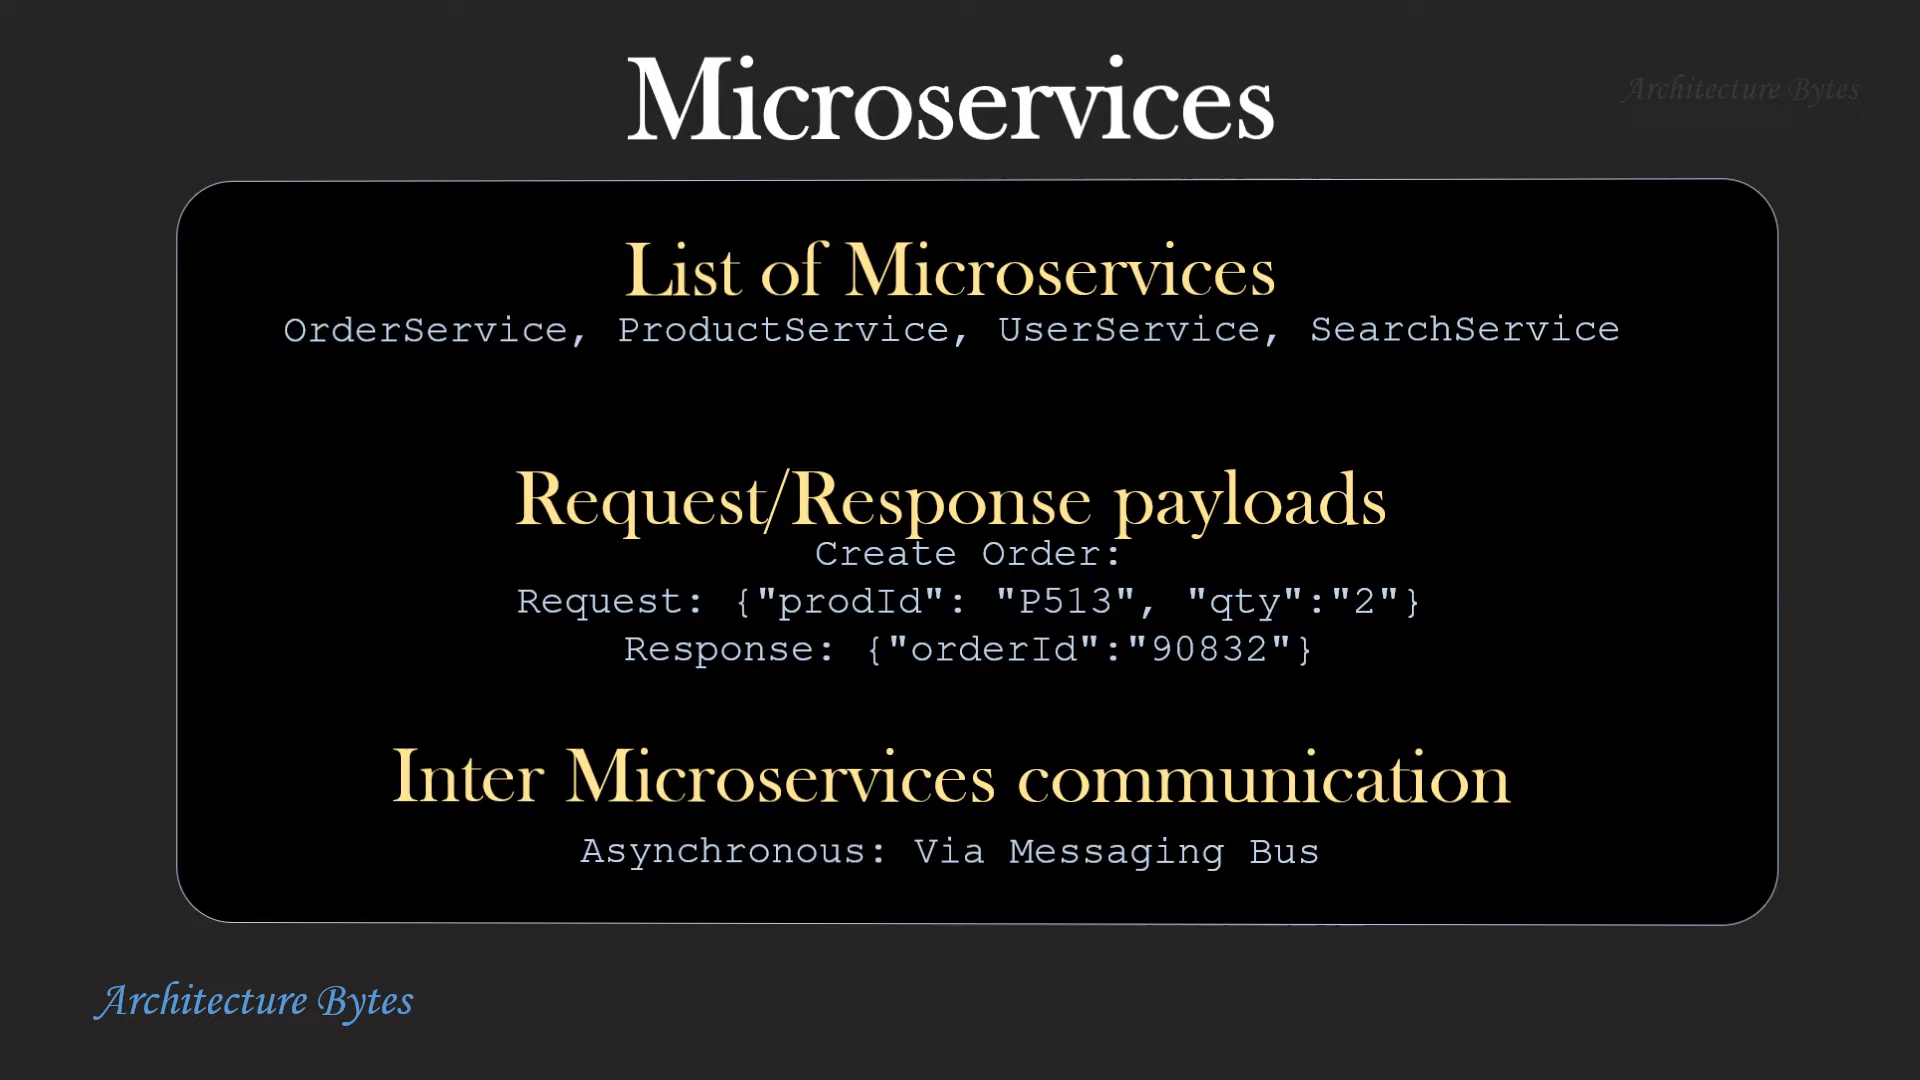 Microservices
Architecture Bytes
List of Microservices
OrderService, ProductService, UserService, SearchService
Request/Response payloads
Create Order:
Request: {"prodId": "P513", "qty":"2"}
Response: {"orderId":"90832"}
Inter Microservices communication
Asynchronous: Via Messaging Bus
Architecture Bytes